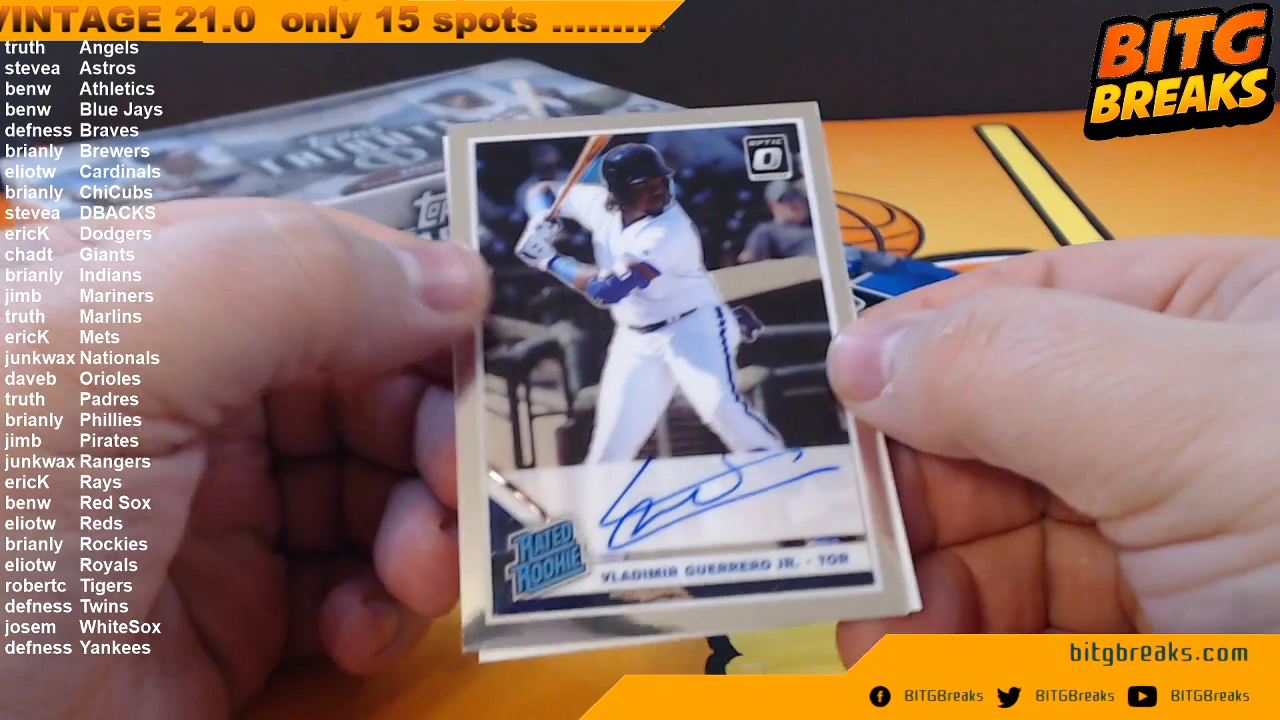 VINTAGE 21.0 only 15 spots ..........
BITG
BREAKS
truth Angels
stevea Astros
benw Athletics
benw Blue Jays
defness Braves
brianly Brewers
eliotw Cardinals
brianly ChiCubs
stevea DBACKS
ericK Dodgers
chadt Giants
brianly Indians
jimb Mariners
truth Marlins
ericK Mets
junkwax Nationals
daveb Orioles
truth Padres
brianly Phillies
jimb Pirates
junkwax Rangers
ericK Rays
benw Red Sox
eliotw Reds
brianly Rockies
eliotw Royals
robertc Tigers
defness Twins
josem WhiteSox
defness Yankees
OPTIC
O
RATED
ROOKIE
VLADIMIR GUERRERO JR. - TOR
bitgbreaks.com
BITGBreaks BITGBreaks BITGBreaks